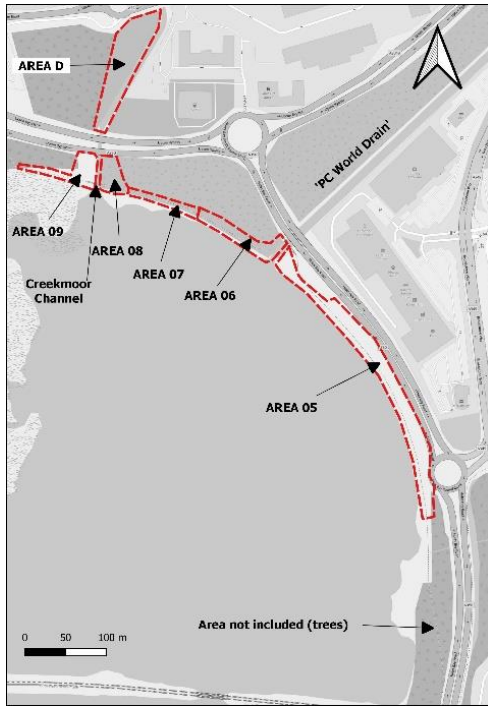 AREA D
'PC World Drain'
AREA 09
AREA 08
Creekmoor
Channel
AREA 07
AREA 06
AREA 05
Area not included (trees)
0 50 100 m